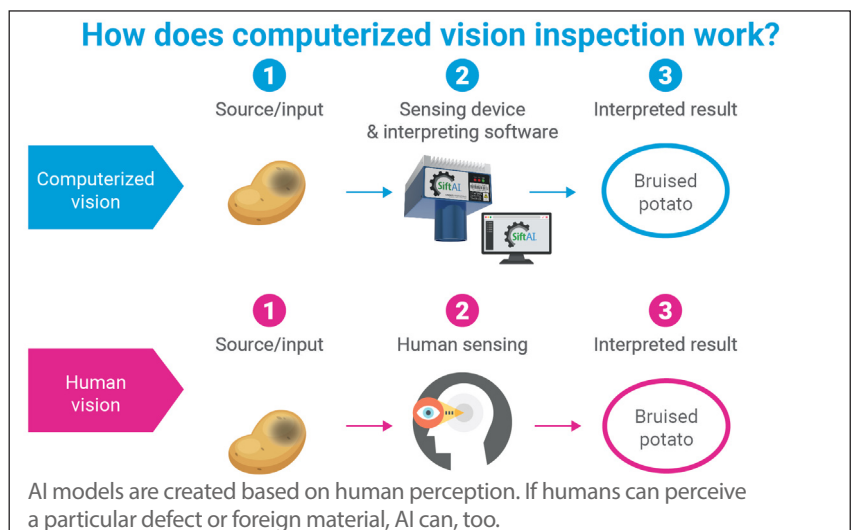 How does computerized vision inspection work?
1
2
3
Source/input
Sensing device
& interpreting software
Interpreted result
Computerized
vision
SiftAI
SiftAI
Bruised
potato
1
2
3
Source/input
Human sensing
Interpreted result
Human
vision
Bruised
potato
AI models are created based on human perception. If humans can perceive
a particular defect or foreign material, AI can, too.